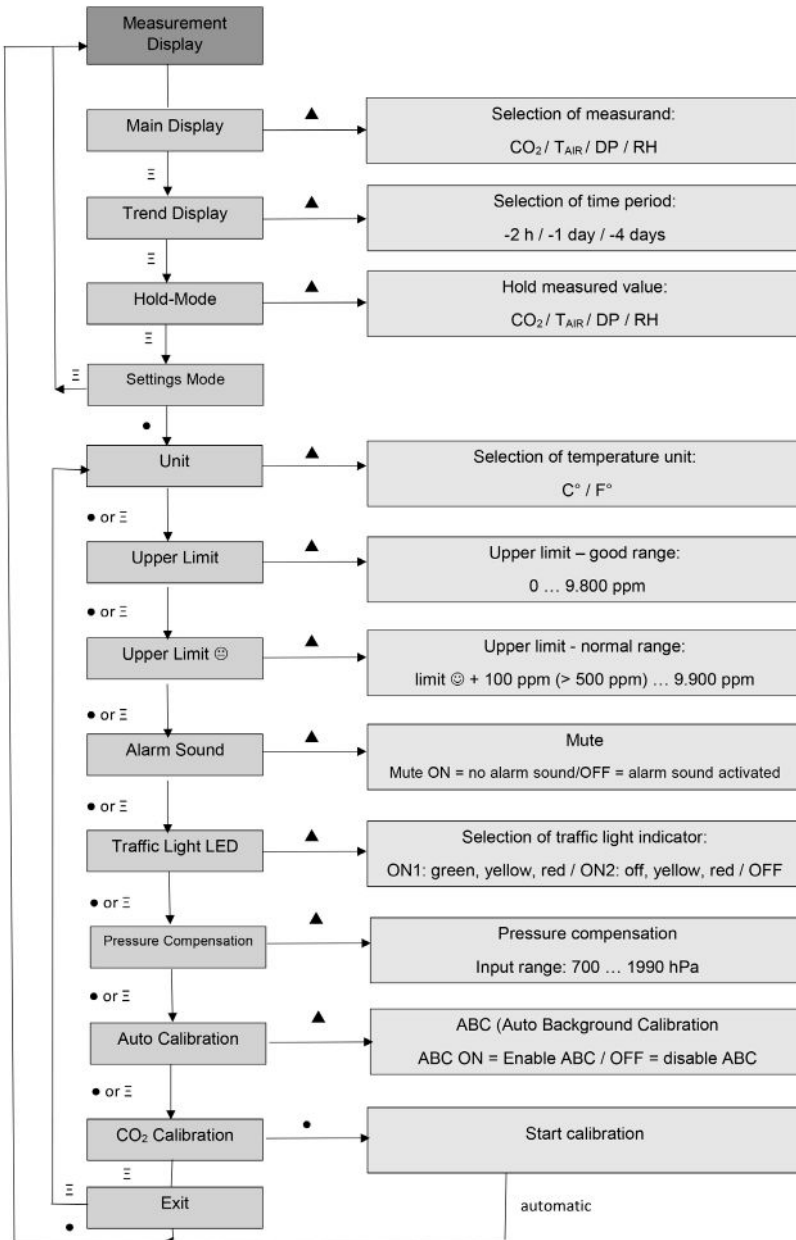 Measurement
Display
Main Display
▲
Selection of measurand:
CO₂ / T_AIR / DP / RH
Ξ
Trend Display
▲
Selection of time period:
-2 h / -1 day / -4 days
Ξ
Hold-Mode
▲
Hold measured value:
CO₂ / T_AIR / DP / RH
Ξ
Ξ
Settings Mode
●
Unit
▲
Selection of temperature unit:
C° / F°
● or Ξ
Upper Limit
▲
Upper limit – good range:
0 … 9.800 ppm
● or Ξ
Upper Limit 😐
▲
Upper limit - normal range:
limit ☺ + 100 ppm (> 500 ppm) … 9.900 ppm
● or Ξ
Alarm Sound
▲
Mute
Mute ON = no alarm sound/OFF = alarm sound activated
● or Ξ
Traffic Light LED
▲
Selection of traffic light indicator:
ON1: green, yellow, red / ON2: off, yellow, red / OFF
● or Ξ
Pressure Compensation
▲
Pressure compensation
Input range: 700 … 1990 hPa
● or Ξ
Auto Calibration
▲
ABC (Auto Background Calibration
ABC ON = Enable ABC / OFF = disable ABC
● or Ξ
CO₂ Calibration
●
Start calibration
Ξ
Ξ
Exit
automatic
●